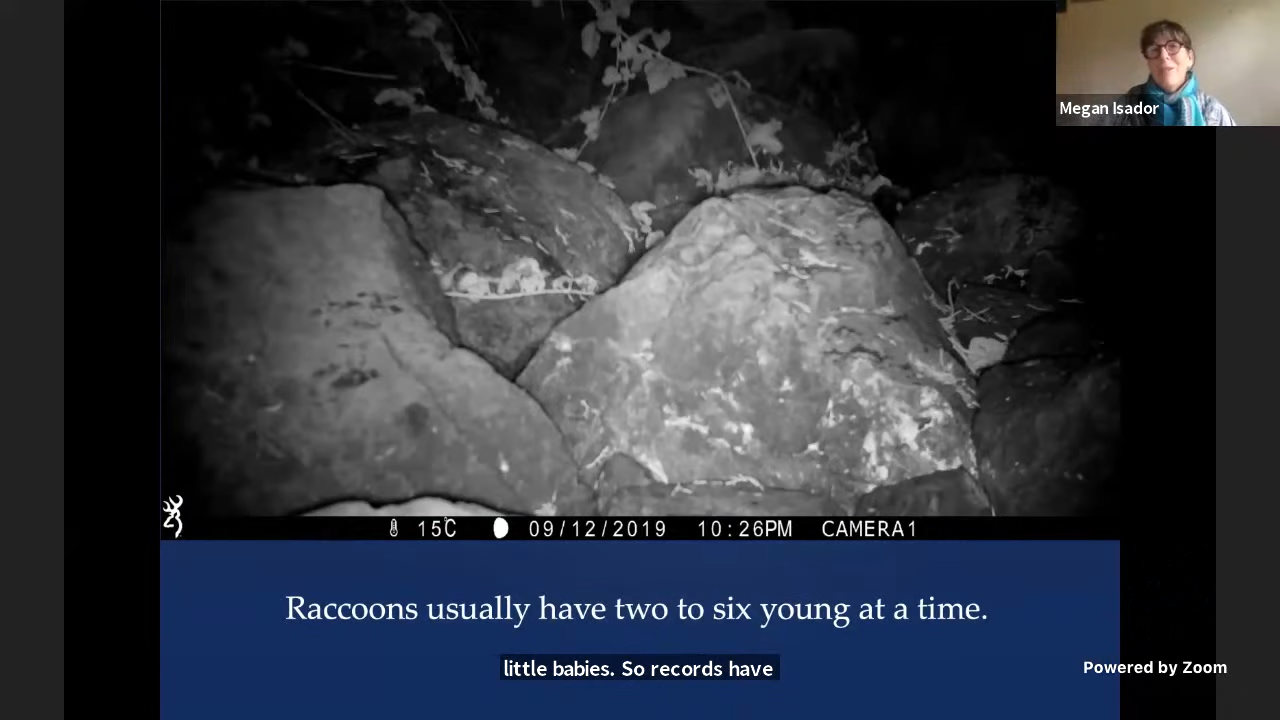 Megan Isador
15°C 09/12/2019 10:26PM CAMERA1
Raccoons usually have two to six young at a time.
little babies. So records have
Powered by Zoom